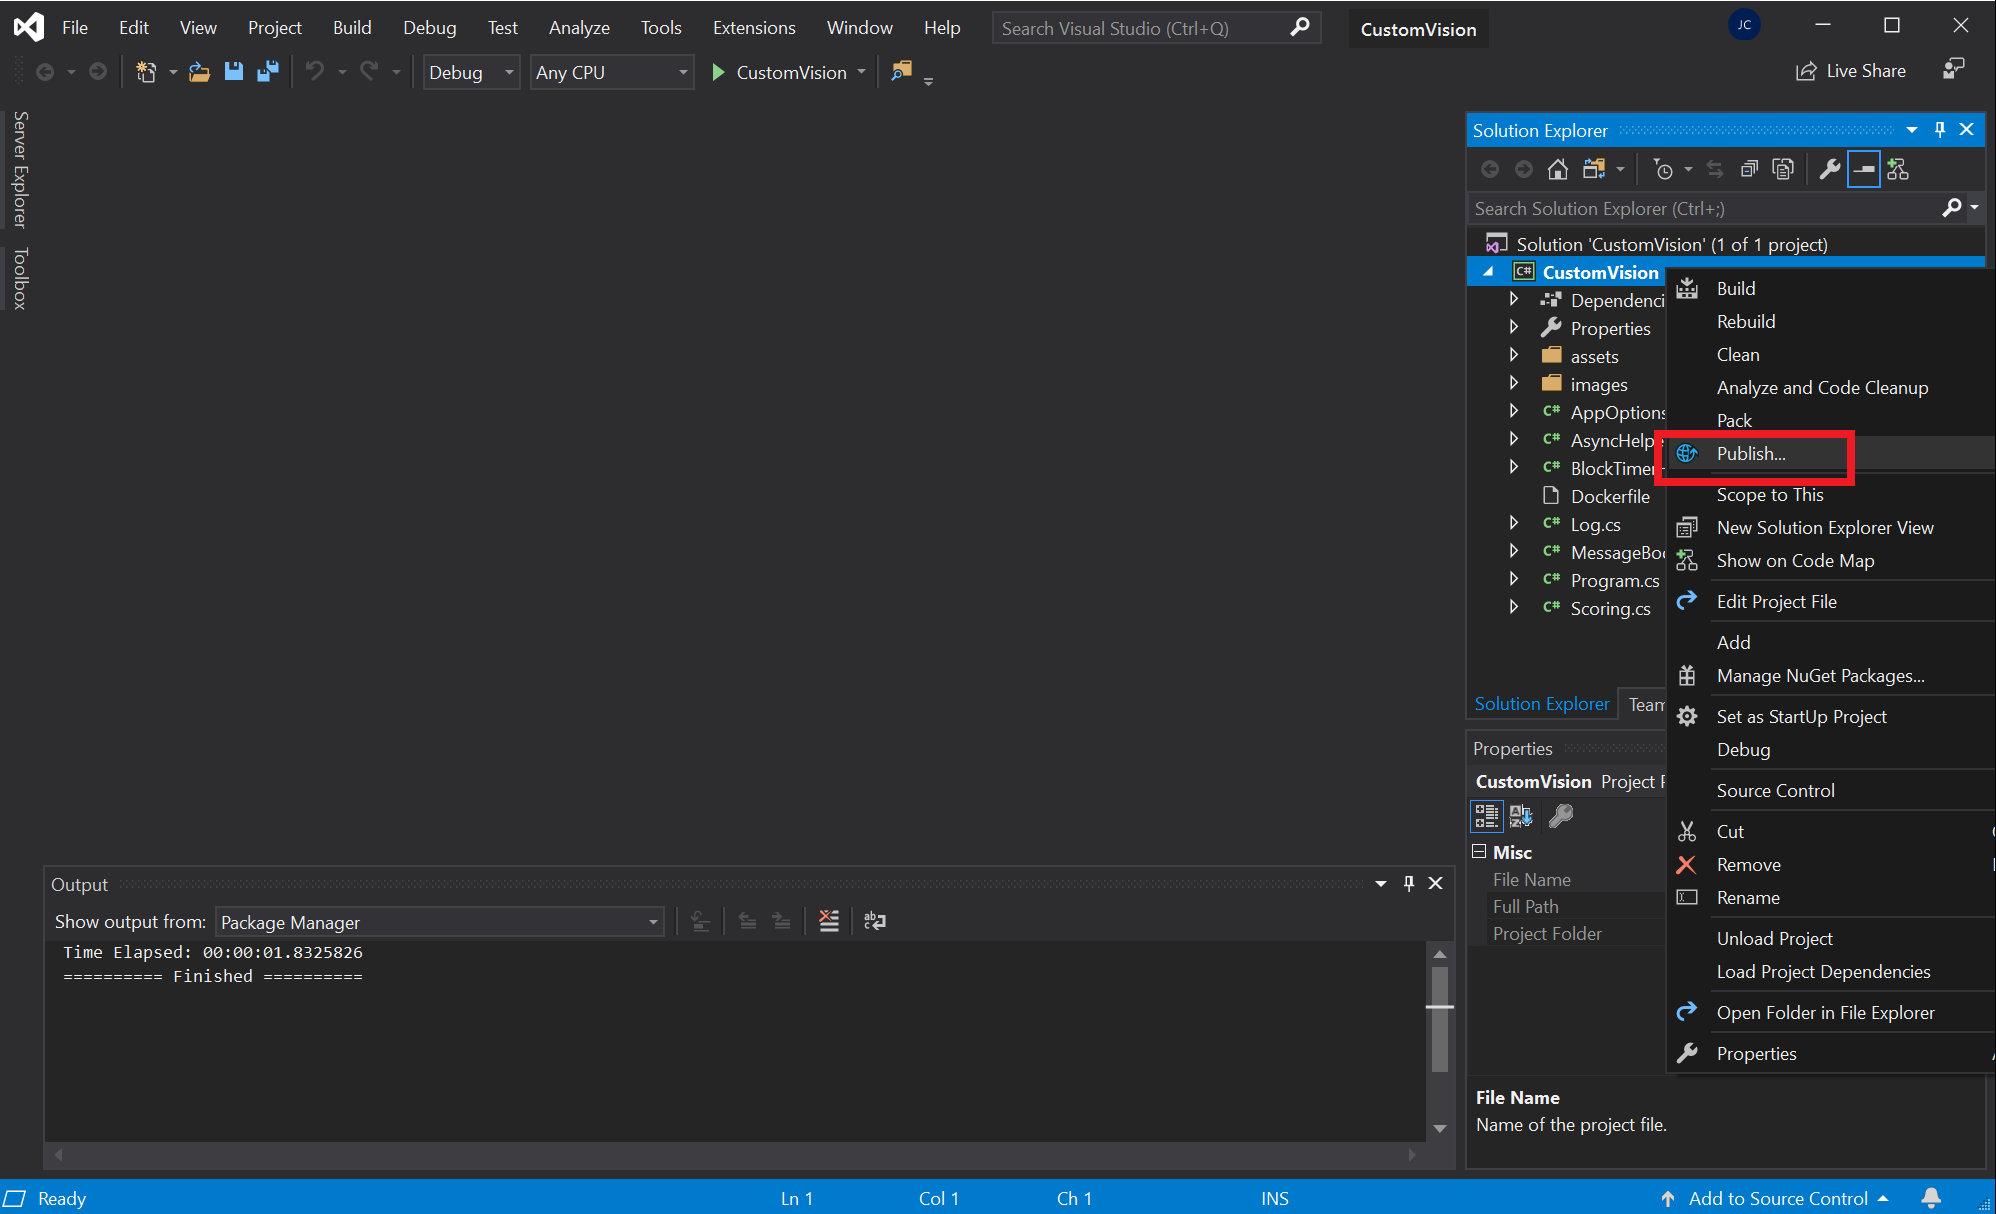 File Edit View Project Build Debug Test Analyze Tools Extensions Window Help Search Visual Studio (Ctrl+Q) CustomVision JC
Debug Any CPU CustomVision Live Share
Server Explorer
Toolbox
Solution Explorer
Search Solution Explorer (Ctrl+;)
Solution 'CustomVision' (1 of 1 project)
C# CustomVision
Dependenci
Properties
assets
images
C# AppOptions
C# AsyncHelpe
C# BlockTimer
Dockerfile
C# Log.cs
C# MessageBod
C# Program.cs
C# Scoring.cs
Solution Explorer Team
Build
Rebuild
Clean
Analyze and Code Cleanup
Pack
Publish...
Scope to This
New Solution Explorer View
Show on Code Map
Edit Project File
Add
Manage NuGet Packages...
Set as StartUp Project
Debug
Source Control
Cut
Remove
Rename
Unload Project
Load Project Dependencies
Open Folder in File Explorer
Properties
Properties
CustomVision Project
Misc
File Name
Full Path
Project Folder
File Name
Name of the project file.
Output
Show output from: Package Manager
Time Elapsed: 00:00:01.8325826
========== Finished ==========
Ready Ln 1 Col 1 Ch 1 INS Add to Source Control